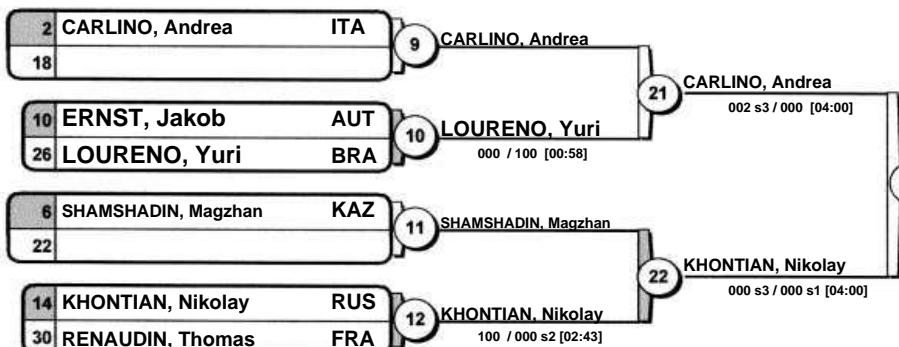 2 CARLINO, Andrea ITA
18
9 CARLINO, Andrea
10 ERNST, Jakob AUT
26 LOURENO, Yuri BRA
10 LOURENO, Yuri
000 / 100 [00:58]
21 CARLINO, Andrea
002 s3 / 000 [04:00]
6 SHAMSHADIN, Magzhan KAZ
22
11 SHAMSHADIN, Magzhan
14 KHONTIAN, Nikolay RUS
30 RENAUDIN, Thomas FRA
12 KHONTIAN, Nikolay
100 / 000 s2 [02:43]
22 KHONTIAN, Nikolay
000 s3 / 000 s1 [04:00]